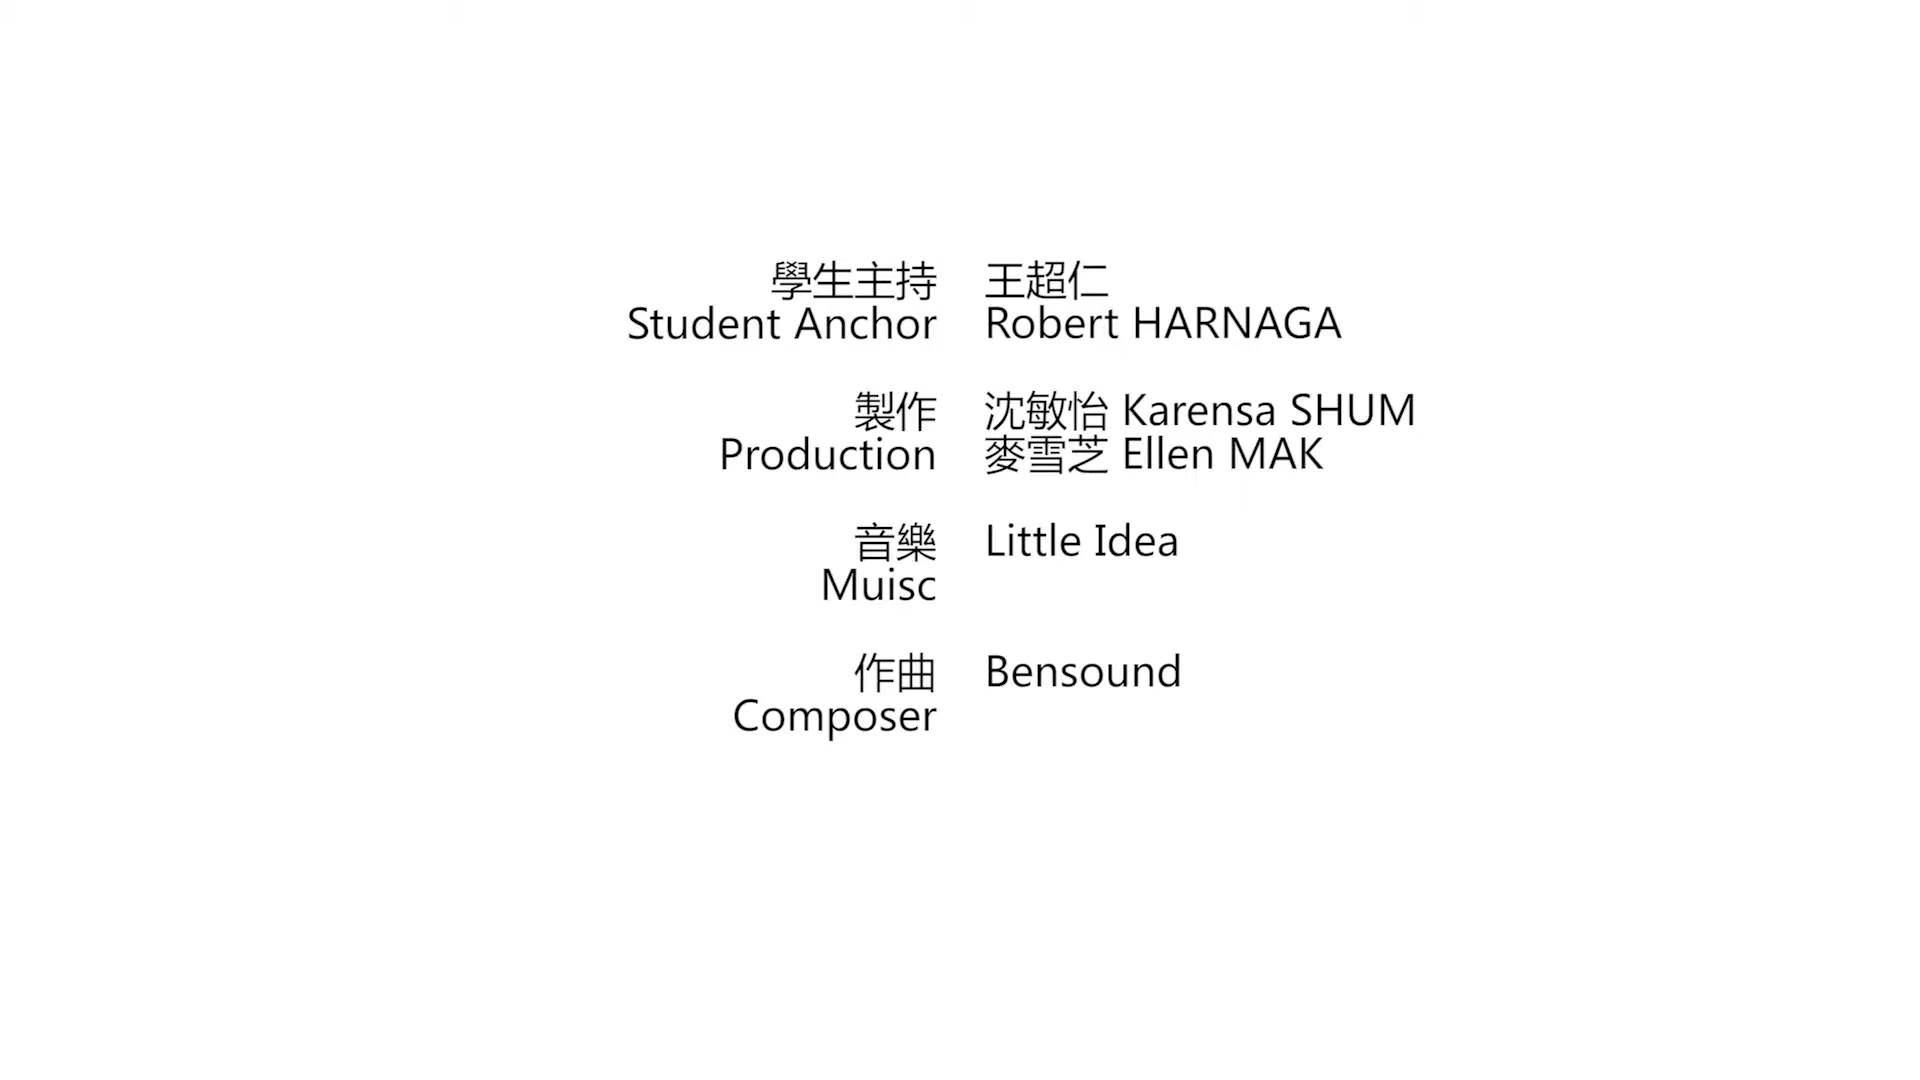 學生主持 王超仁
Student Anchor Robert HARNAGA
製作 沈敏怡 Karensa SHUM
Production 麥雪芝 Ellen MAK
音樂 Little Idea
Muisc
作曲 Bensound
Composer